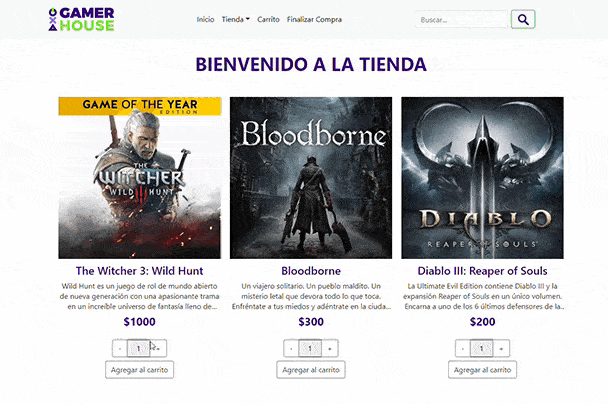 GAMER
HOUSE
Inicio Tienda Carrito Finalizar Compra
Buscar...
BIENVENIDO A LA TIENDA
GAME OF THE YEAR
EDITION
THE
WITCHER
WILD HUNT
Bloodborne
DIABLO
REAPER OF SOULS
The Witcher 3: Wild Hunt
Wild Hunt es un juego de rol de mundo abierto
de nueva generación con una apasionante trama
en un increíble universo de fantasía lleno de...
$1000
- 1 +
Agregar al carrito
Bloodborne
Un viajero solitario. Un pueblo maldito. Un
misterio letal que devora todo lo que toca.
Enfréntate a tus miedos y adéntrate en la ciuda...
$300
- 1 +
Agregar al carrito
Diablo III: Reaper of Souls
La Ultimate Evil Edition contiene Diablo III y la
expansión Reaper of Souls en un único volumen.
Encarna a uno de los 6 últimos defensores de la...
$200
- 1 +
Agregar al carrito